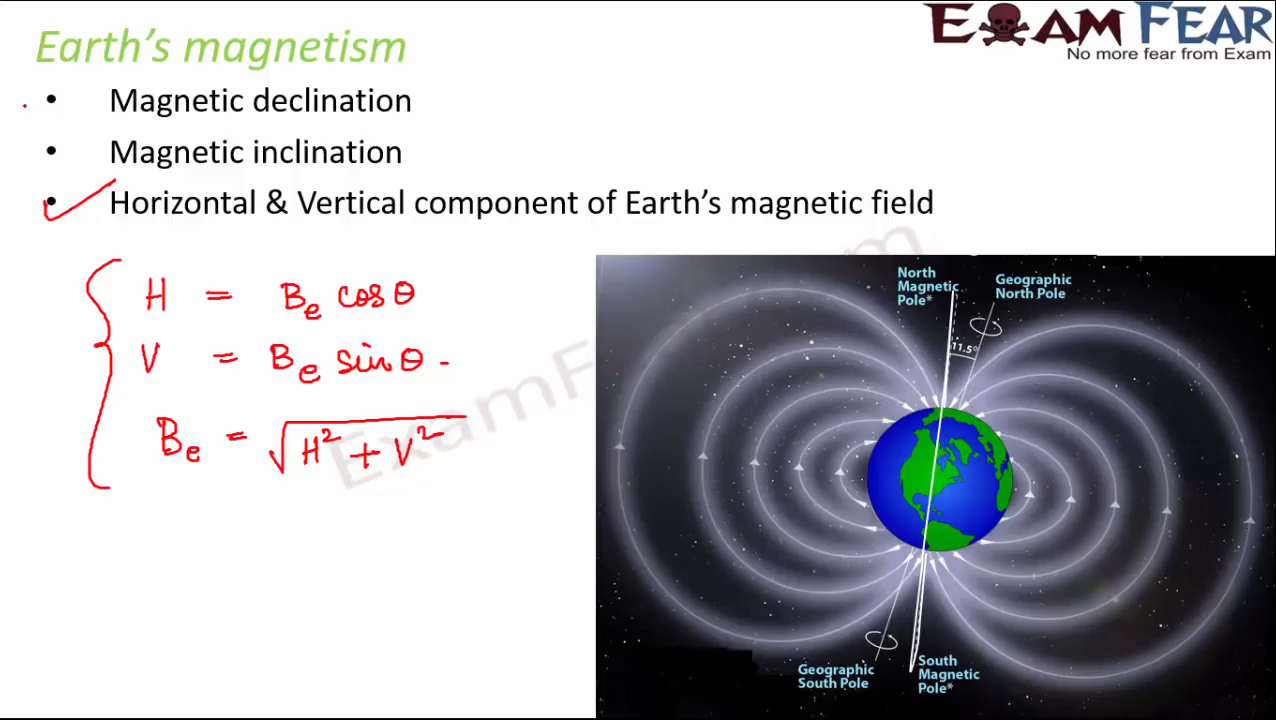 EXAM FEAR
No more fear from Exam
Earth's magnetism
• Magnetic declination
• Magnetic inclination
• Horizontal & Vertical component of Earth's magnetic field
H = Be cosθ
V = Be sinθ -
Be = √H² + V²
North
Magnetic
Pole*
Geographic
North Pole
11.5°
Geographic
South Pole
South
Magnetic
Pole*